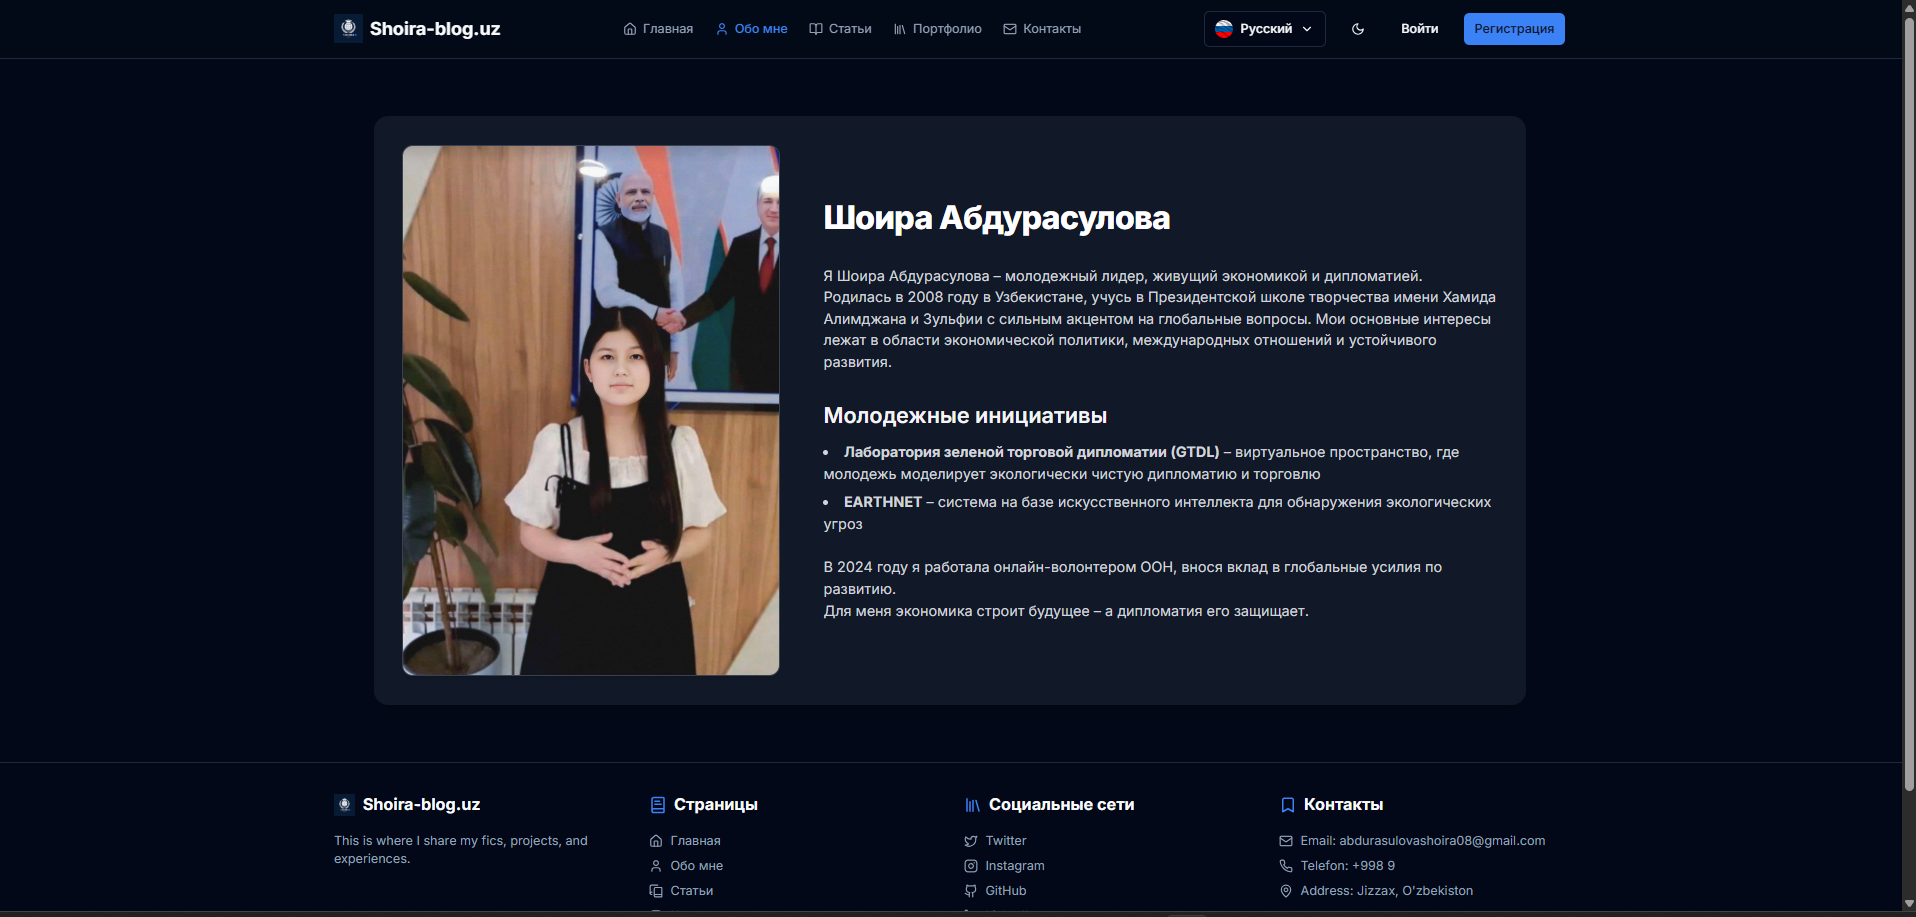 Shoira-blog.uz
Главная
Обо мне
Статьи
Портфолио
Контакты
Русский
Войти
Регистрация
Шоира Абдурасулова
Я Шоира Абдурасулова – молодежный лидер, живущий экономикой и дипломатией.
Родилась в 2008 году в Узбекистане, учусь в Президентской школе творчества имени Хамида
Алимджана и Зульфии с сильным акцентом на глобальные вопросы. Мои основные интересы
лежат в области экономической политики, международных отношений и устойчивого
развития.
Молодежные инициативы
• Лаборатория зеленой торговой дипломатии (GTDL) – виртуальное пространство, где
молодежь моделирует экологически чистую дипломатию и торговлю
• EARTHNET – система на базе искусственного интеллекта для обнаружения экологических
угроз
В 2024 году я работала онлайн-волонтером ООН, внося вклад в глобальные усилия по
развитию.
Для меня экономика строит будущее – а дипломатия его защищает.
Shoira-blog.uz
This is where I share my fics, projects, and
experiences.
Страницы
Главная
Обо мне
Статьи
Социальные сети
Twitter
Instagram
GitHub
Контакты
Email: abdurasulovashoira08@gmail.com
Telefon: +998 9
Address: Jizzax, O'zbekiston